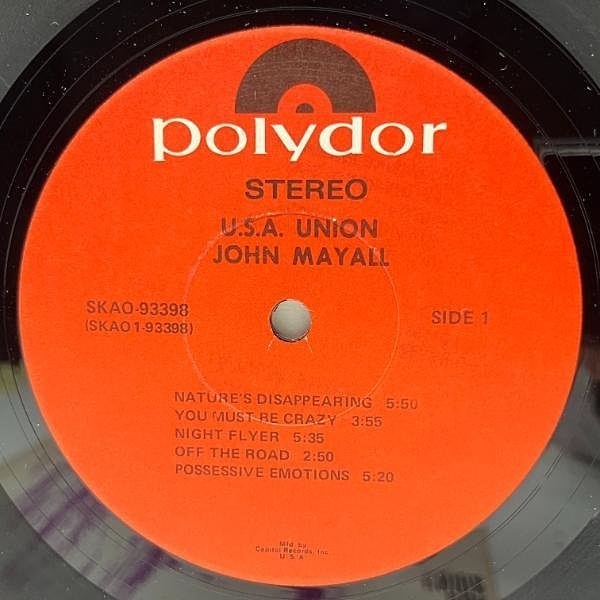 polydor
STEREO
U.S.A. UNION
JOHN MAYALL
SKAO-93398
(SKAO 1-93398)
SIDE 1
NATURE'S DISAPPEARING 5:50
YOU MUST BE CRAZY 3:55
NIGHT FLYER 5:35
OFF THE ROAD 2:50
POSSESSIVE EMOTIONS 5:20
Mfd by
Capitol Records, Inc.
U S A